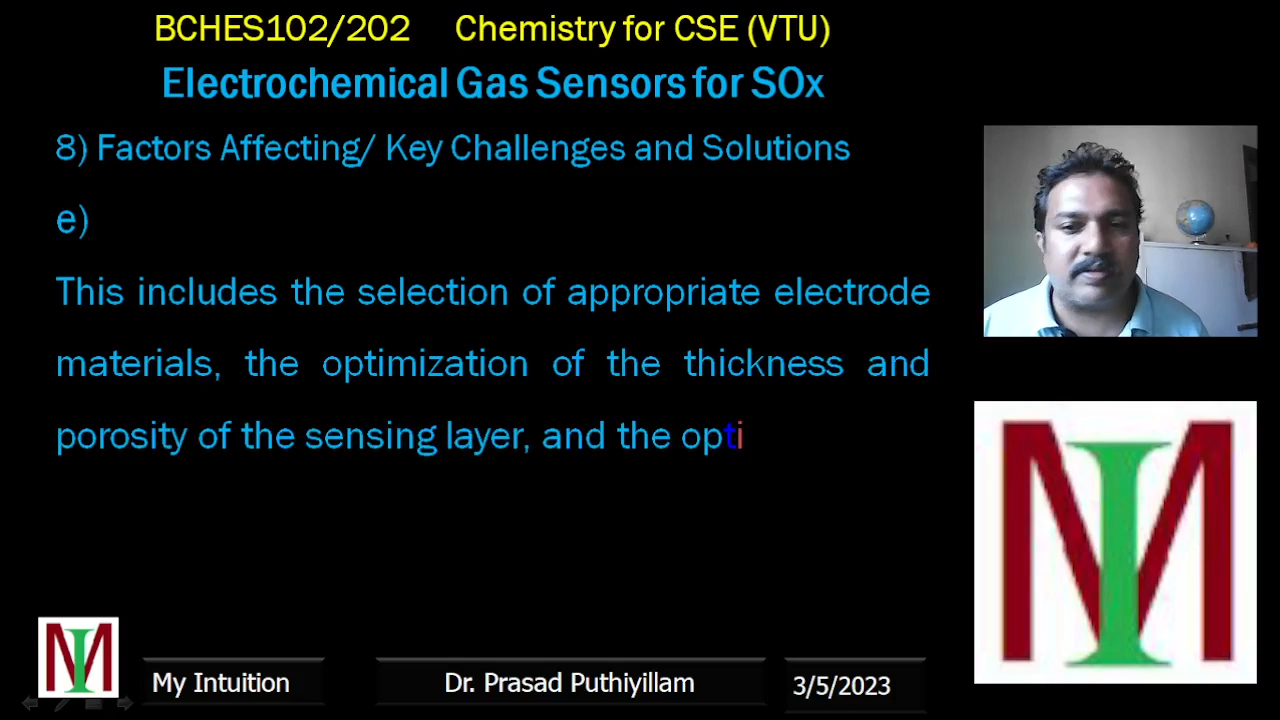 BCHES102/202 Chemistry for CSE (VTU)
Electrochemical Gas Sensors for SOx
8) Factors Affecting/ Key Challenges and Solutions
e)
This includes the selection of appropriate electrode
materials, the optimization of the thickness and
porosity of the sensing layer, and the opti
MI
MI
My Intuition
Dr. Prasad Puthiyillam
3/5/2023